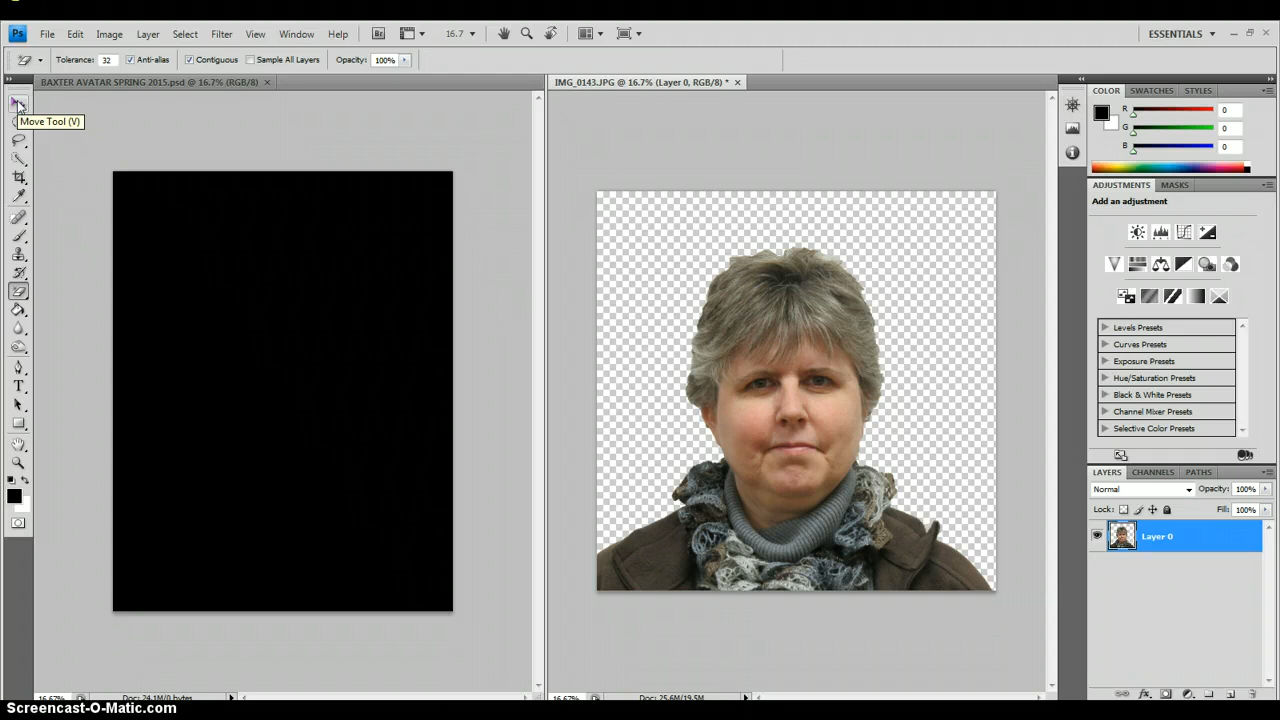 Ps File Edit Image Layer Select Filter View Window Help Br 16.7 ESSENTIALS
Tolerance: 32 Anti-alias Contiguous Sample All Layers Opacity: 100%
BAXTER AVATAR SPRING 2015.psd @ 16.7% (RGB/8) × IMG_0143.JPG @ 16.7% (Layer 0, RGB/8) * ×
COLOR SWATCHES STYLES
Move Tool (V)
R 0
G 0
B 0
ADJUSTMENTS MASKS
Add an adjustment
Levels Presets
Curves Presets
Exposure Presets
Hue/Saturation Presets
Black & White Presets
Channel Mixer Presets
Selective Color Presets
LAYERS CHANNELS PATHS
Normal Opacity: 100%
Lock: Fill: 100%
Layer 0
16.67% Doc: 24.1M/0 bytes 16.67% Doc: 25.6M/19.5M
Screencast-O-Matic.com